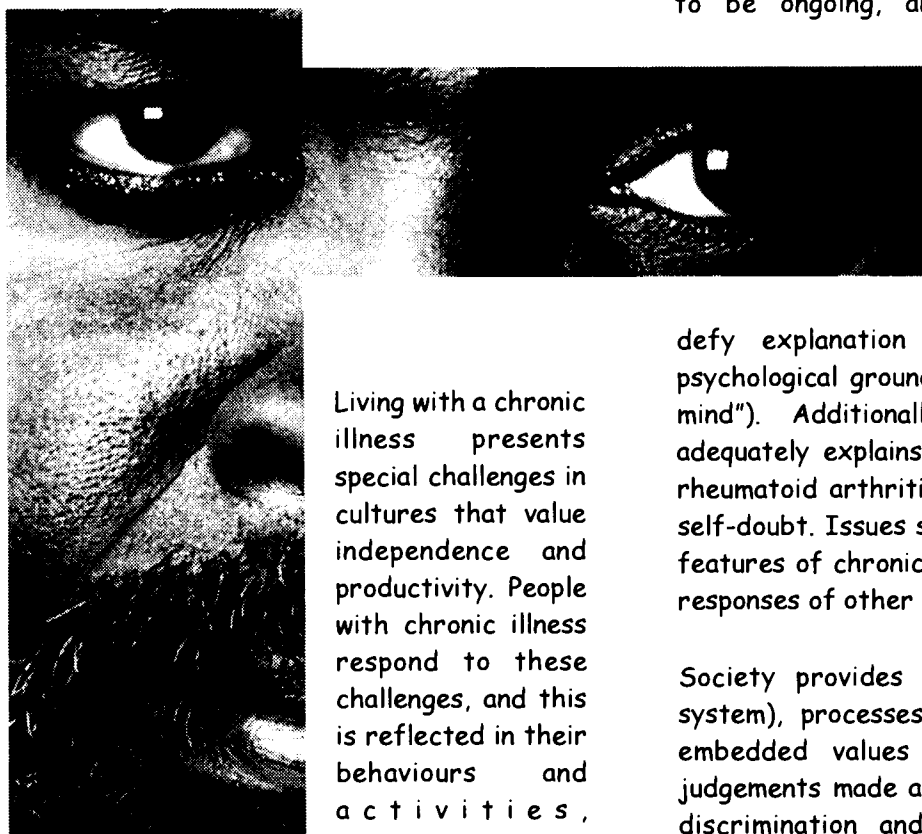 Living with a chronic
illness presents
special challenges in
cultures that value
independence and
productivity. People
with chronic illness
respond to these
challenges, and this
is reflected in their
behaviours and
activities,
to be ongoing, a
defy explanation
psychological groun
mind"). Additionall
adequately explains
rheumatoid arthriti
self-doubt. Issues s
features of chronic
responses of other
Society provides
system), processes
embedded values
judgements made a
discrimination and